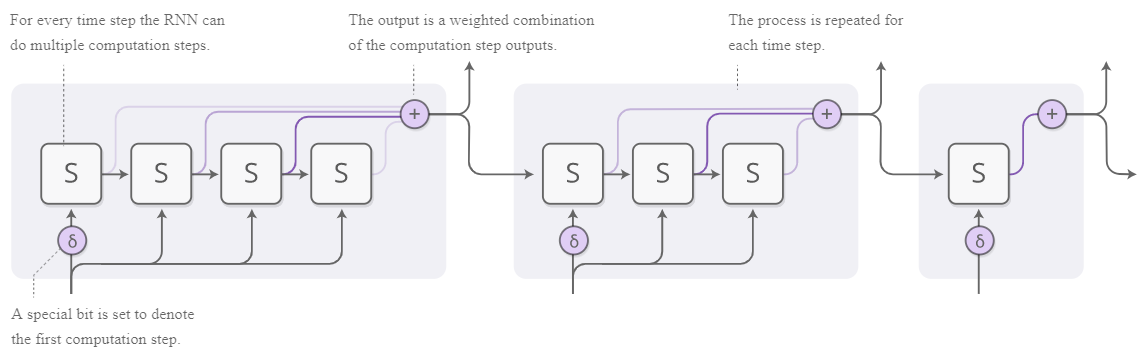 For every time step the RNN can
do multiple computation steps.
The output is a weighted combination
of the computation step outputs.
The process is repeated for
each time step.
+
+
+
S
S
S
S
S
S
S
S
δ
δ
δ
A special bit is set to denote
the first computation step.